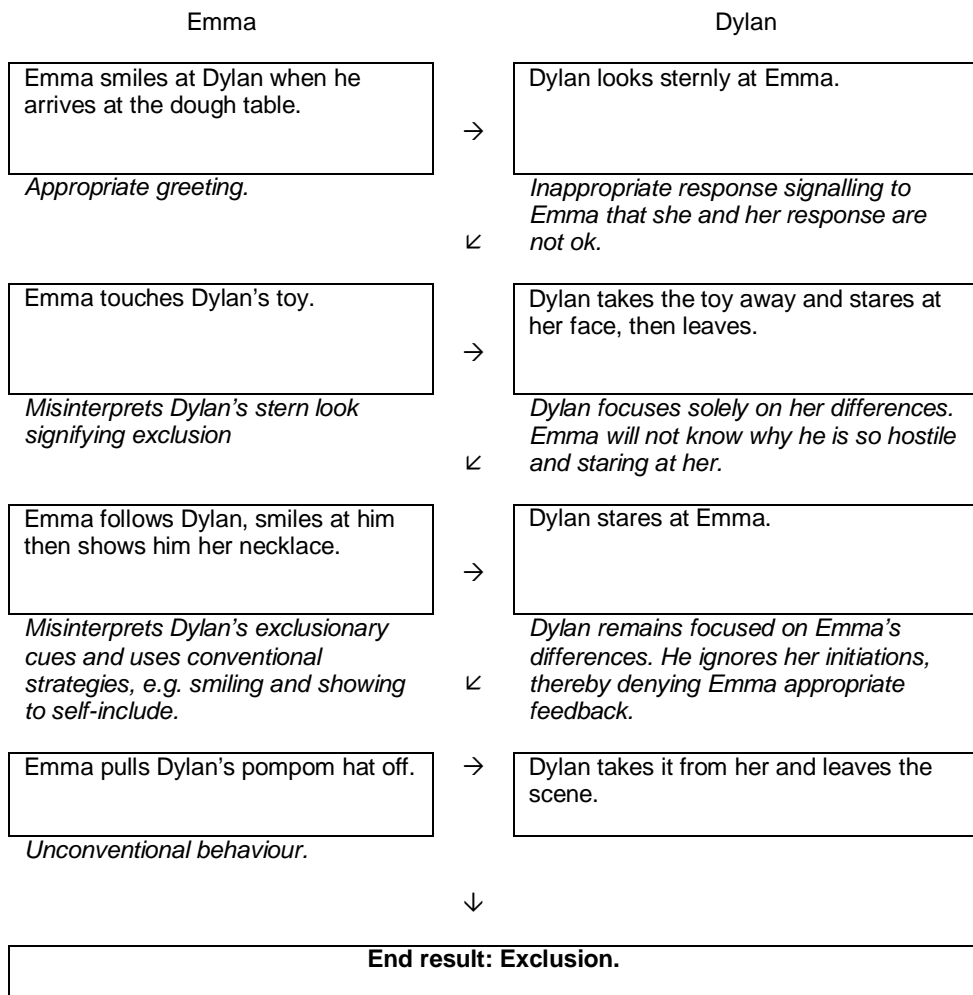 Emma
Dylan
Emma smiles at Dylan when he
arrives at the dough table.
→
Dylan looks sternly at Emma.
Appropriate greeting.
Inappropriate response signalling to
Emma that she and her response are
not ok.
↙
Emma touches Dylan's toy.
→
Dylan takes the toy away and stares at
her face, then leaves.
Misinterprets Dylan's stern look
signifying exclusion
Dylan focuses solely on her differences.
Emma will not know why he is so hostile
and staring at her.
↙
Emma follows Dylan, smiles at him
then shows him her necklace.
→
Dylan stares at Emma.
Misinterprets Dylan's exclusionary
cues and uses conventional
strategies, e.g. smiling and showing
to self-include.
Dylan remains focused on Emma's
differences. He ignores her initiations,
thereby denying Emma appropriate
feedback.
↙
Emma pulls Dylan's pompom hat off.
→
Dylan takes it from her and leaves the
scene.
Unconventional behaviour.
↓
End result: Exclusion.